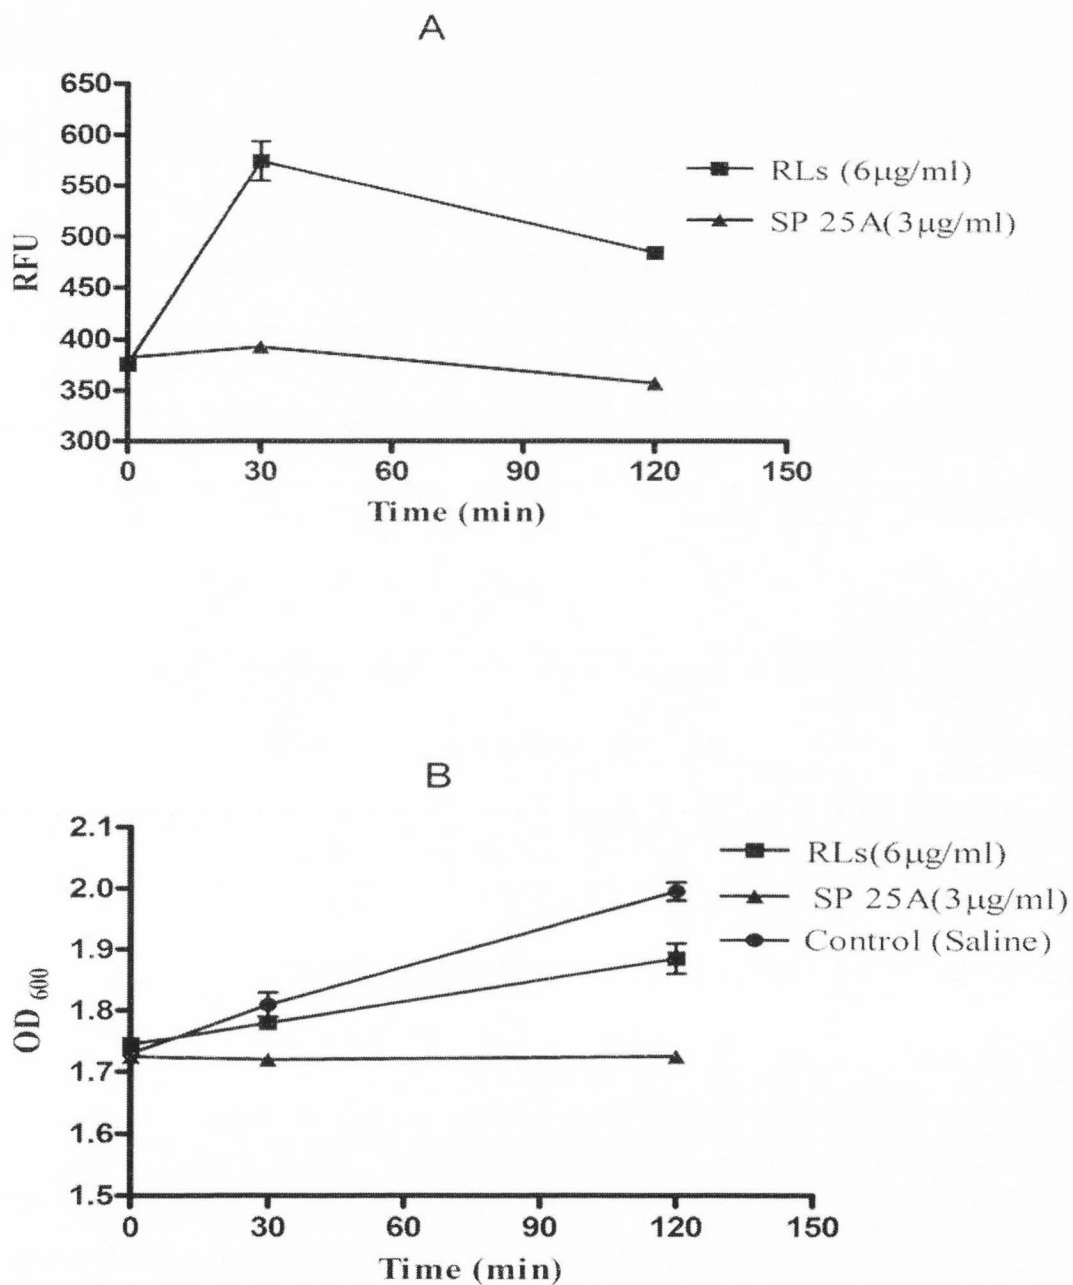 A
650
600
550
500
450
400
350
300
RFU
0 30 60 90 120 150
Time (min)
RLs (6µg/ml)
SP 25A(3µg/ml)
B
2.1
2.0
1.9
1.8
1.7
1.6
1.5
OD600
0 30 60 90 120 150
Time (min)
RLs(6µg/ml)
SP 25A(3µg/ml)
Control (Saline)